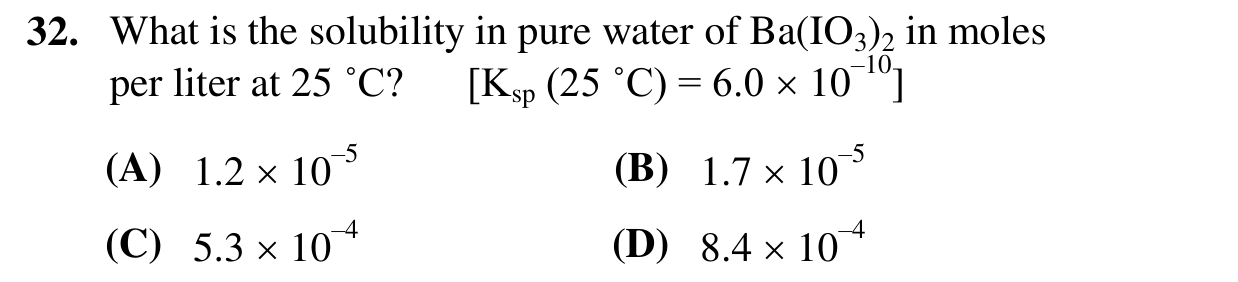 32. What is the solubility in pure water of Ba(IO₃)₂ in moles
per liter at 25 ˚C? [Kₛₚ (25 ˚C) = 6.0 × 10⁻¹⁰]
(A) 1.2 × 10⁻⁵ (B) 1.7 × 10⁻⁵
(C) 5.3 × 10⁻⁴ (D) 8.4 × 10⁻⁴